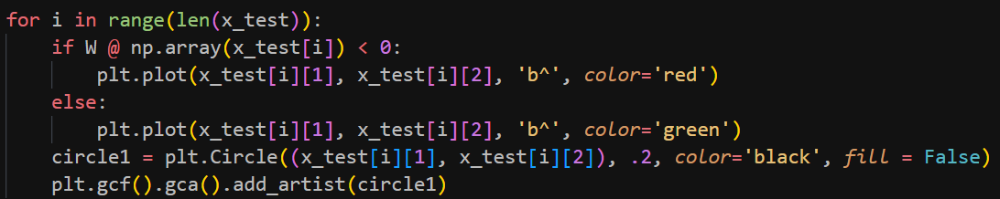 for i in range(len(x_test)):
    if W @ np.array(x_test[i]) < 0:
        plt.plot(x_test[i][1], x_test[i][2], 'b^', color='red')
    else:
        plt.plot(x_test[i][1], x_test[i][2], 'b^', color='green')
    circle1 = plt.Circle((x_test[i][1], x_test[i][2]), .2, color='black', fill = False)
    plt.gcf().gca().add_artist(circle1)